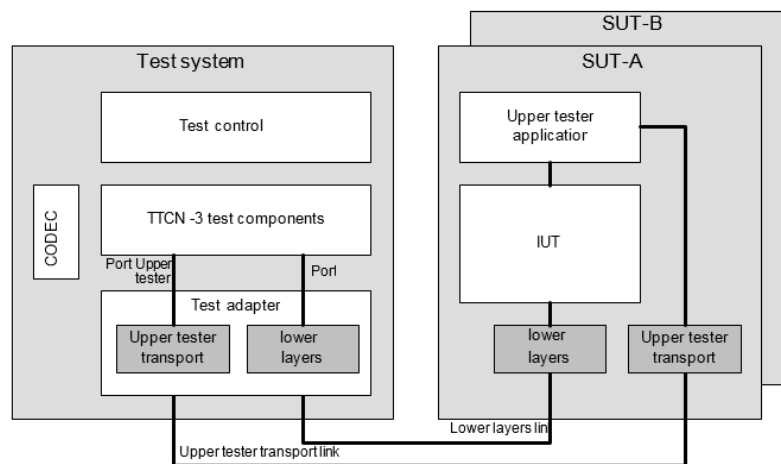 SUT-B
Test system
SUT-A
Test control
Upper tester
applicatior
CODEC
TTCN -3 test components
IUT
Port Upper
tester
Porl
Test adapter
Upper tester
transport
lower
layers
lower
layers
Upper tester
transport
Lower layers lin
Upper tester transport link